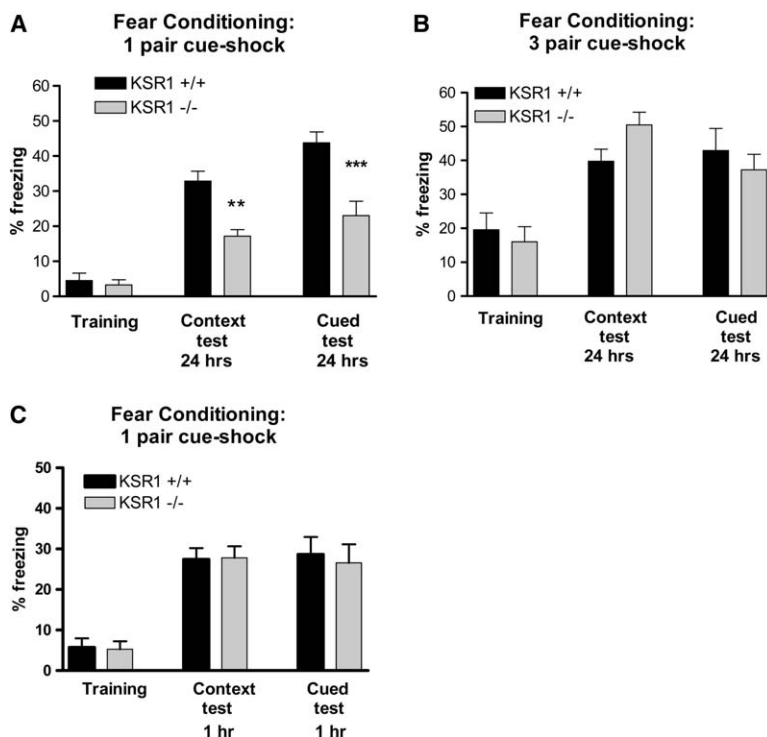 A
Fear Conditioning:
1 pair cue-shock
KSR1 +/+
KSR1 -/-
% freezing
60
50
40
30
20
10
0
**
***
Training
Context
test
24 hrs
Cued
test
24 hrs
B
Fear Conditioning:
3 pair cue-shock
KSR1 +/+
KSR1 -/-
% freezing
60
50
40
30
20
10
0
Training
Context
test
24 hrs
Cued
test
24 hrs
C
Fear Conditioning:
1 pair cue-shock
KSR1 +/+
KSR1 -/-
% freezing
50
40
30
20
10
0
Training
Context
test
1 hr
Cued
test
1 hr